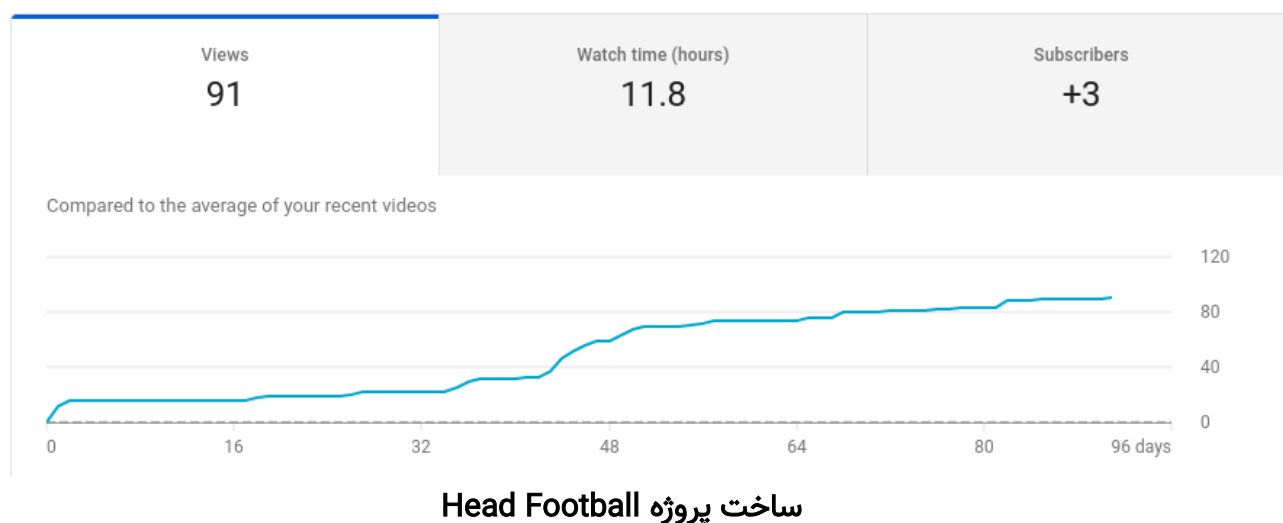 Views
91
Watch time (hours)
11.8
Subscribers
+3
Compared to the average of your recent videos
120
80
40
0
0 16 32 48 64 80 96 days
ساخت پروژه Head Football